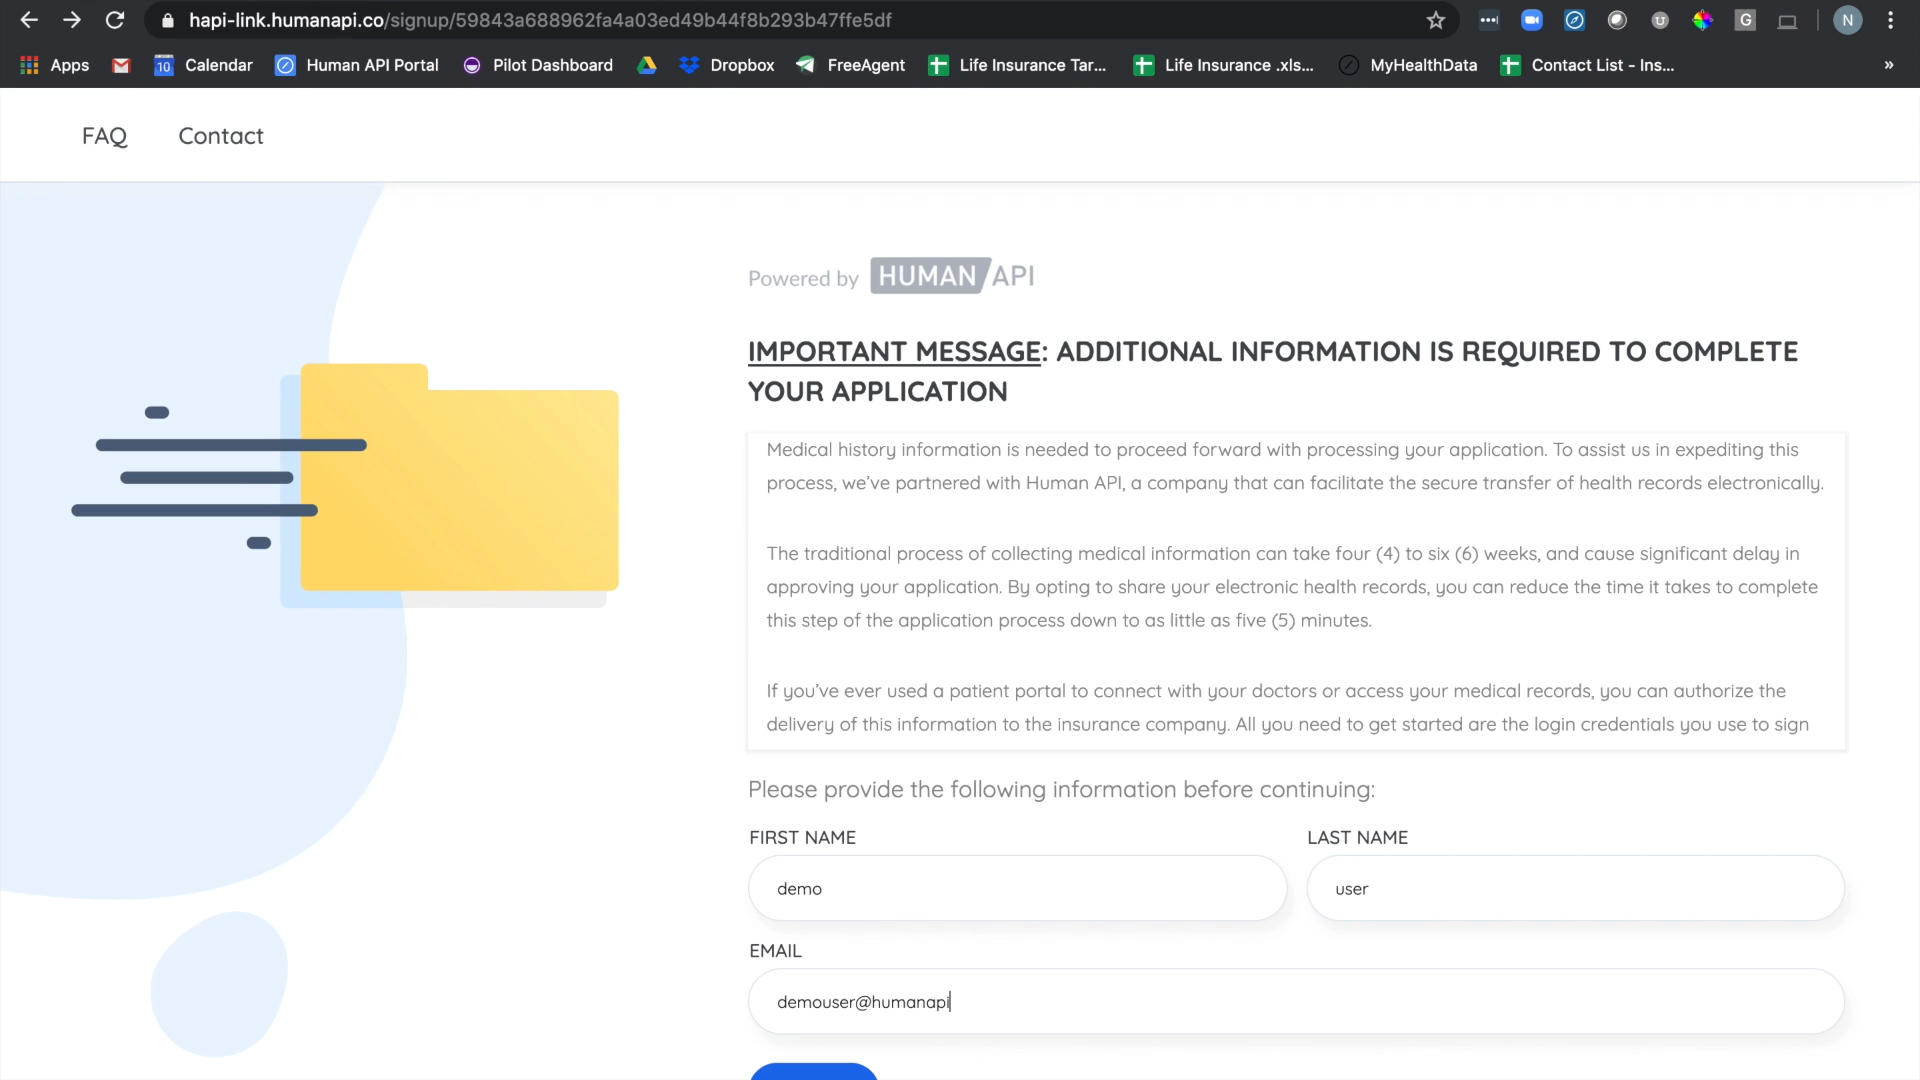 hapi-link.humanapi.co/signup/59843a688962fa4a03ed49b44f8b293b47ffe5df
G
N
Apps
10
Calendar
Human API Portal
Pilot Dashboard
Dropbox
FreeAgent
Life Insurance Tar...
Life Insurance .xls...
MyHealthData
Contact List - Ins...
»
FAQ
Contact
Powered by HUMAN API
IMPORTANT MESSAGE: ADDITIONAL INFORMATION IS REQUIRED TO COMPLETE
YOUR APPLICATION
Medical history information is needed to proceed forward with processing your application. To assist us in expediting this
process, we've partnered with Human API, a company that can facilitate the secure transfer of health records electronically.
The traditional process of collecting medical information can take four (4) to six (6) weeks, and cause significant delay in
approving your application. By opting to share your electronic health records, you can reduce the time it takes to complete
this step of the application process down to as little as five (5) minutes.
If you've ever used a patient portal to connect with your doctors or access your medical records, you can authorize the
delivery of this information to the insurance company. All you need to get started are the login credentials you use to sign
Please provide the following information before continuing:
FIRST NAME
LAST NAME
demo
user
EMAIL
demouser@humanapi